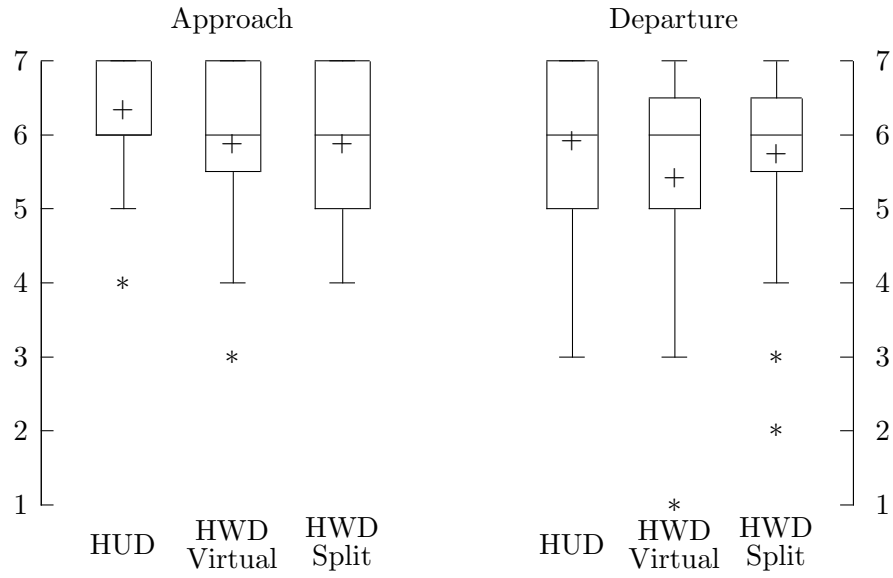 Approach
Departure
7
6
5
4
3
2
1
7
6
5
4
3
2
1
HUD
HWD
Virtual
HWD
Split
HUD
HWD
Virtual
HWD
Split